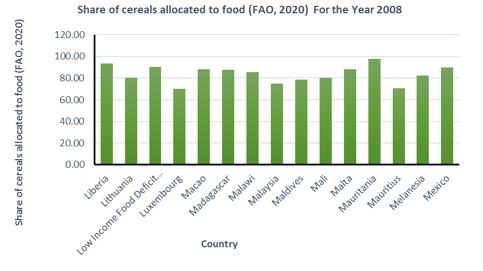 Share of cereals allocated to food (FAO, 2020)  For the Year 2008
Share of cereals allocated to food (FAO, 2020)
120.00
100.00
80.00
60.00
40.00
20.00
0.00
Liberia
Lithuania
Low Income Food Deficit...
Luxembourg
Macao
Madagascar
Malawi
Malaysia
Maldives
Mali
Malta
Mauritania
Mauritius
Melanesia
Mexico
Country